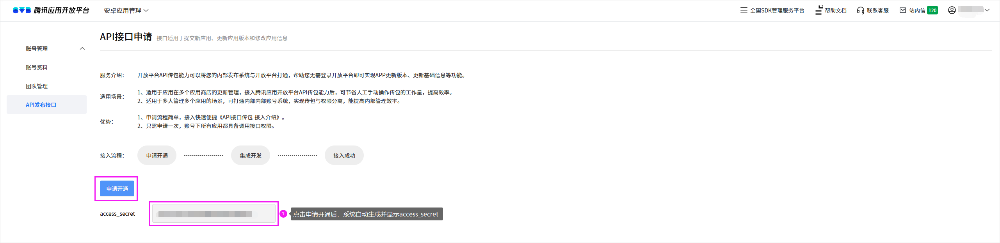 腾讯应用开放平台
安卓应用管理
全国SDK管理服务平台
帮助文档
联系客服
站内信 120
账号管理
账号资料
团队管理
API发布接口
API接口申请 接口适用于提交新应用、更新应用版本和修改应用信息
服务介绍： 开放平台API传包能力可以将您的内部发布系统与开放平台打通，帮助您无需登录开放平台即可实现APP更新版本、更新基础信息等功能。
适用场景：
1、适用于应用在多个应用商店的更新管理，接入腾讯应用开放平台API传包能力后，可节省人工手动操作传包的工作量，提高效率。
2、适用于多人管理多个应用的场景，可打通内部内部账号系统，实现传包与权限分离，能提高内部管理效率。
优势：
1、申请流程简单，接入快速便捷《API接口传包-接入介绍》。
2、只需申请一次，账号下所有应用都具备调用接口权限。
接入流程： 申请开通 集成开发 接入成功
申请开通
access_secret
1 点击申请开通后，系统自动生成并显示access_secret